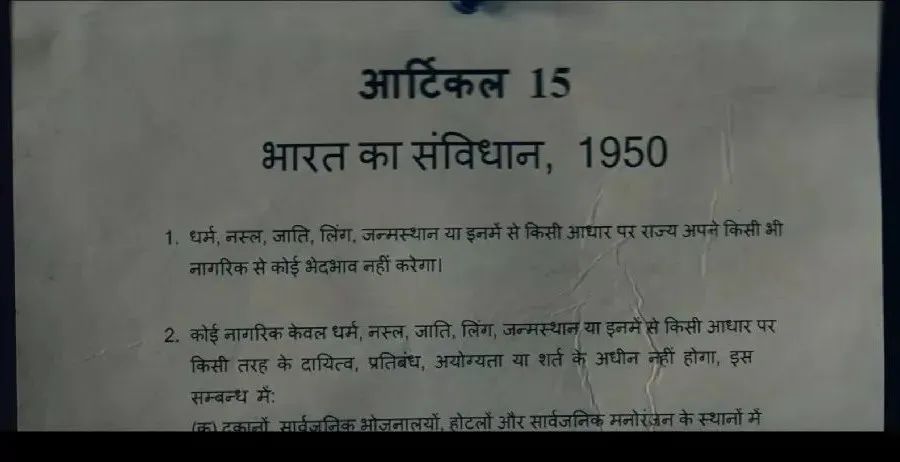 आर्टिकल 15
भारत का संविधान, 1950
1. धर्म, नस्ल, जाति, लिंग, जन्मस्थान या इनमें से किसी आधार पर राज्य अपने किसी भी
नागरिक से कोई भेदभाव नहीं करेगा।
2. कोई नागरिक केवल धर्म, नस्ल, जाति, लिंग, जन्मस्थान या इनमें से किसी आधार पर
किसी तरह के दायित्व, प्रतिबंध, अयोग्यता या शर्त के अधीन नहीं होगा, इस
सम्बन्ध में:
(क) दुकानों, सार्वजनिक भोजनालयों, होटलों और सार्वजनिक मनोरंजन के स्थानों में